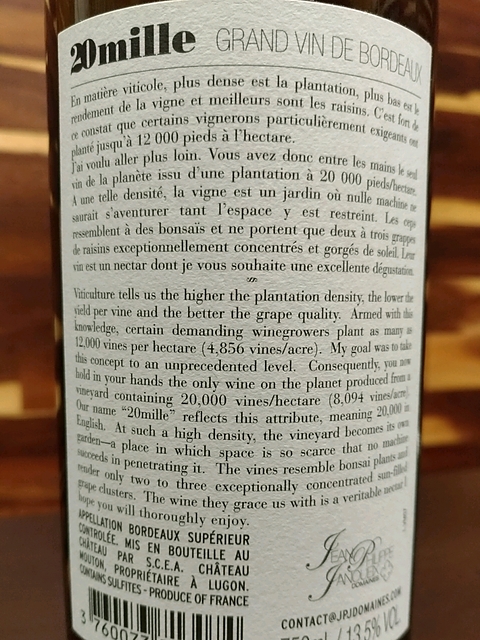 20mille GRAND VIN DE BORDEAUX
En matière viticole, plus dense est la plantation, plus bas est le
rendement de la vigne et meilleurs sont les raisins. C'est fort de
ce constat que certains vignerons particulièrement exigeants ont
planté jusqu'à 12 000 pieds à l'hectare.
J'ai voulu aller plus loin. Vous avez donc entre les mains le seul
vin de la planète issu d'une plantation à 20 000 pieds/hectare.
A une telle densité, la vigne est un jardin où nulle machine ne
saurait s'aventurer tant l'espace y est restreint. Les ceps
ressemblent à des bonsaïs et ne portent que deux à trois grappes
de raisins exceptionnellement concentrés et gorgés de soleil. Leur
vin est un nectar dont je vous souhaite une excellente dégustation.
Viticulture tells us the higher the plantation density, the lower the
yield per vine and the better the grape quality. Armed with this
knowledge, certain demanding winegrowers plant as many as
12,000 vines per hectare (4,856 vines/acre). My goal was to take
this concept to an unprecedented level. Consequently, you now
hold in your hands the only wine on the planet produced from a
vineyard containing 20,000 vines/hectare (8,094 vines/acre).
Our name “20mille” reflects this attribute, meaning 20,000 in
English. At such a high density, the vineyard becomes its own
garden—a place in which space is so scarce that no machine
succeeds in penetrating it. The vines resemble bonsai plants and
render only two to three exceptionally concentrated sun-filled
grape clusters. The wine they grace us with is a veritable nectar I
hope you will thoroughly enjoy.
APPELLATION BORDEAUX SUPÉRIEUR
CONTRÔLÉE. MIS EN BOUTEILLE AU
CHÂTEAU PAR S.C.E.A. CHÂTEAU
MOUTON, PROPRIÉTAIRE À LUGON.
CONTAINS SULFITES - PRODUCE OF FRANCE
JEAN PHILIPPE
JANOUEIX
DOMAINES
CONTACT@JPJDOMAINES.COM
13.5% VOL